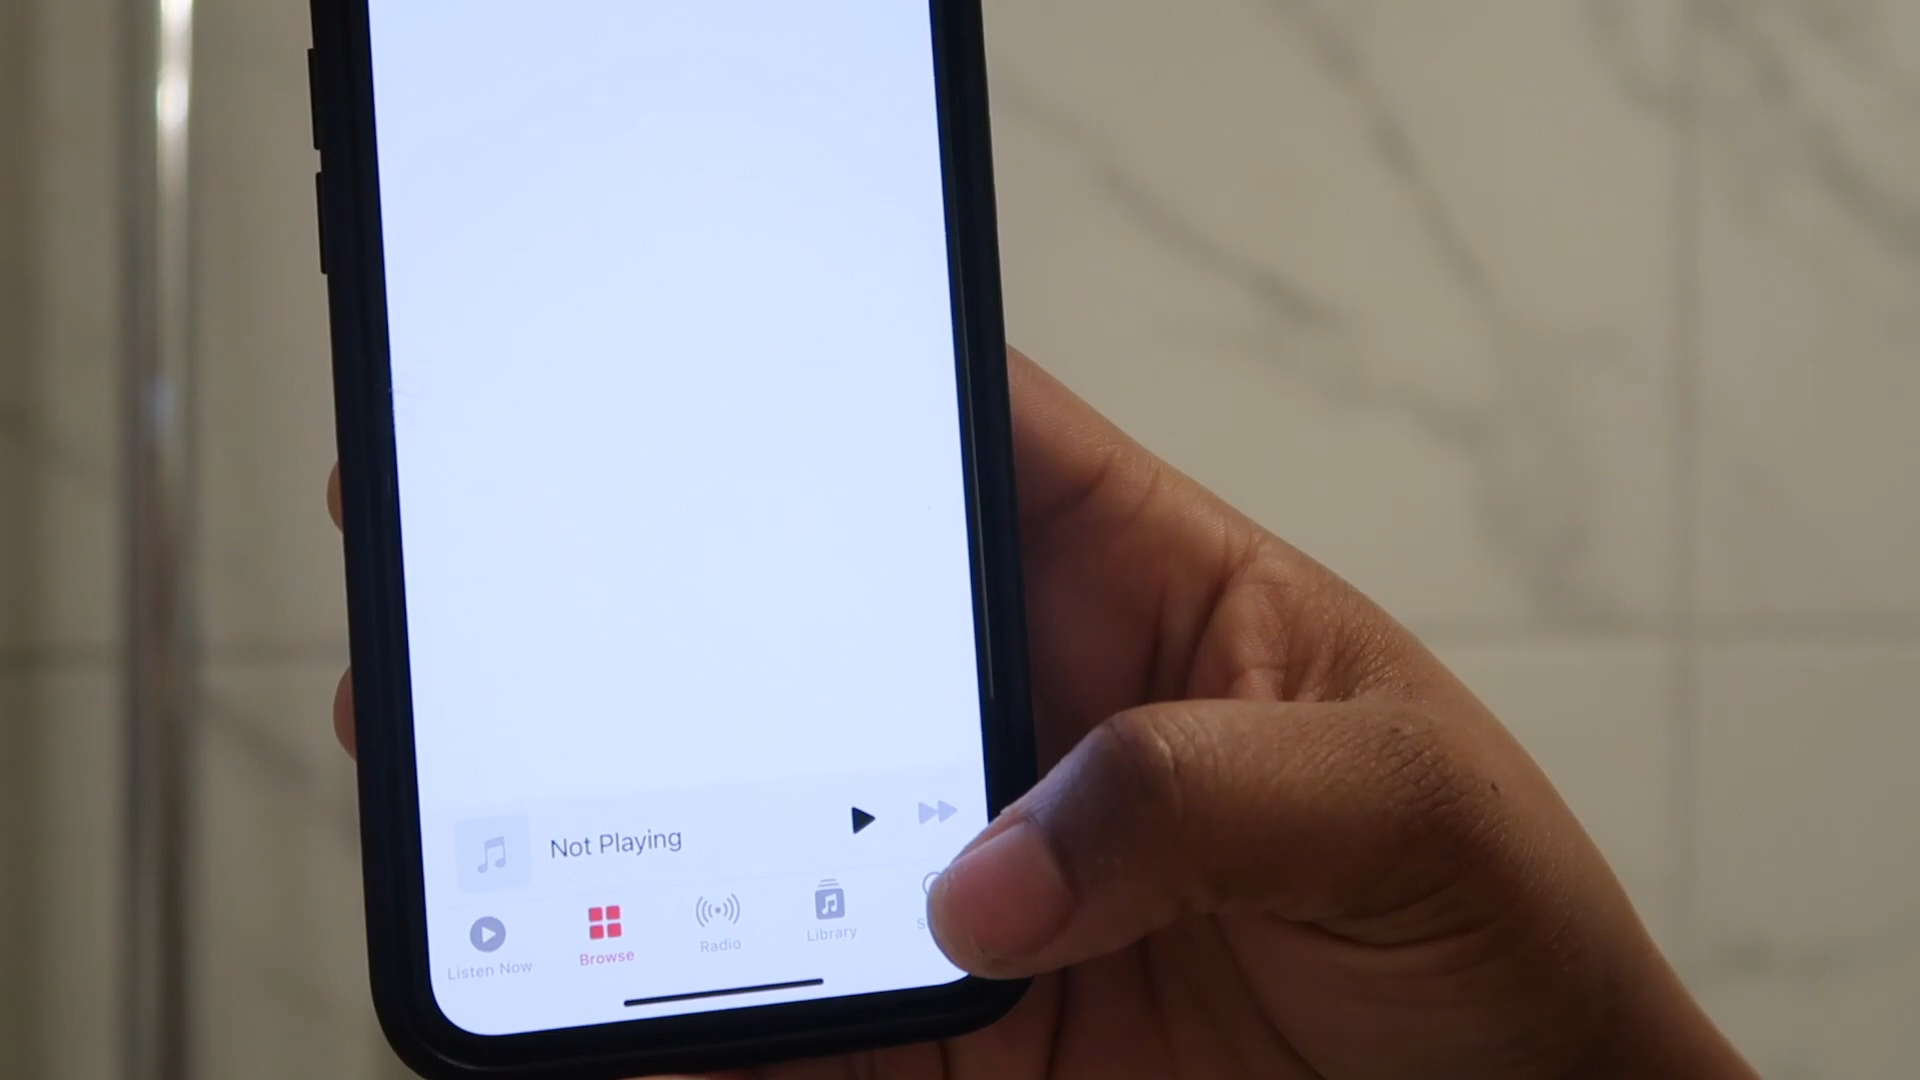 Not Playing
Listen Now
Browse
Radio
Library